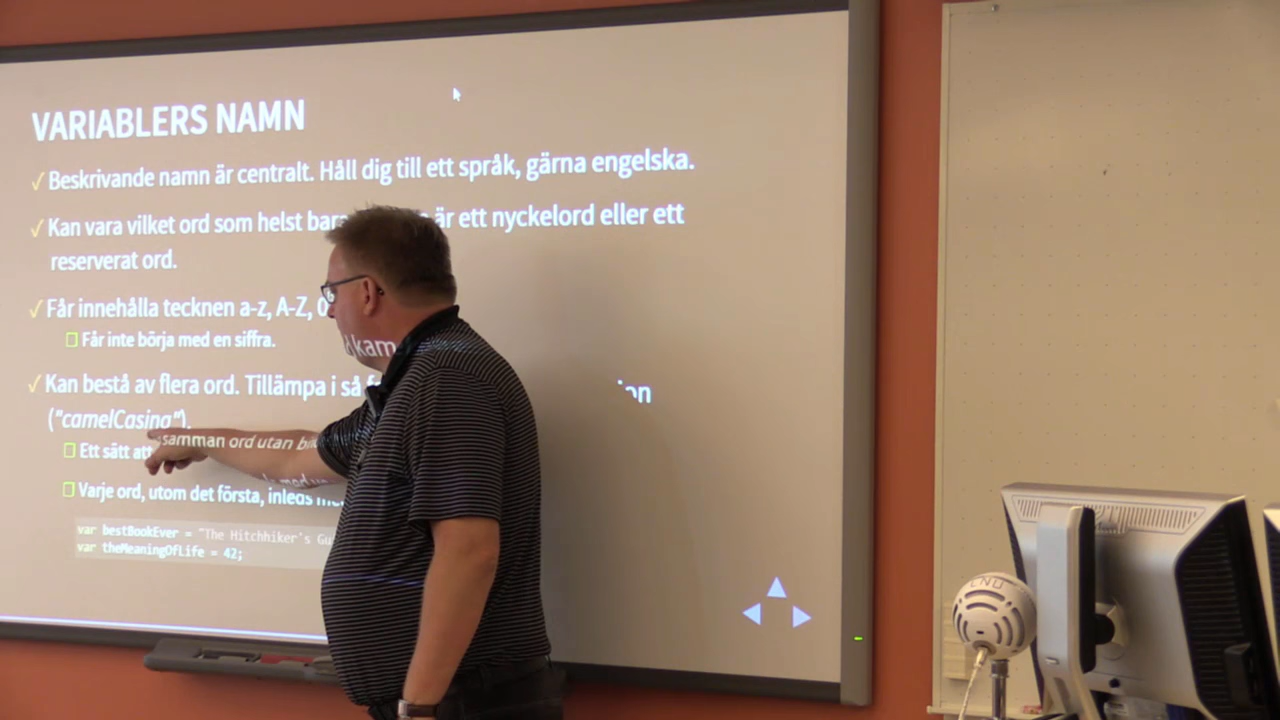 VARIABLERS NAMN
✓ Beskrivande namn är centralt. Håll dig till ett språk, gärna engelska.
✓ Kan vara vilket ord som helst bara är ett nyckelord eller ett
reserverat ord.
✓ Får innehålla tecknen a-z, A-Z, 0
Får inte börja med en siffra.
✓ Kan bestå av flera ord. Tillämpa i så
("camelCasing").
Ett sätt att samman ord utan
Varje ord, utom det första, inleds
var bestBookEver = "The Hitchhiker's
var theMeaningOfLife = 42;
LNU